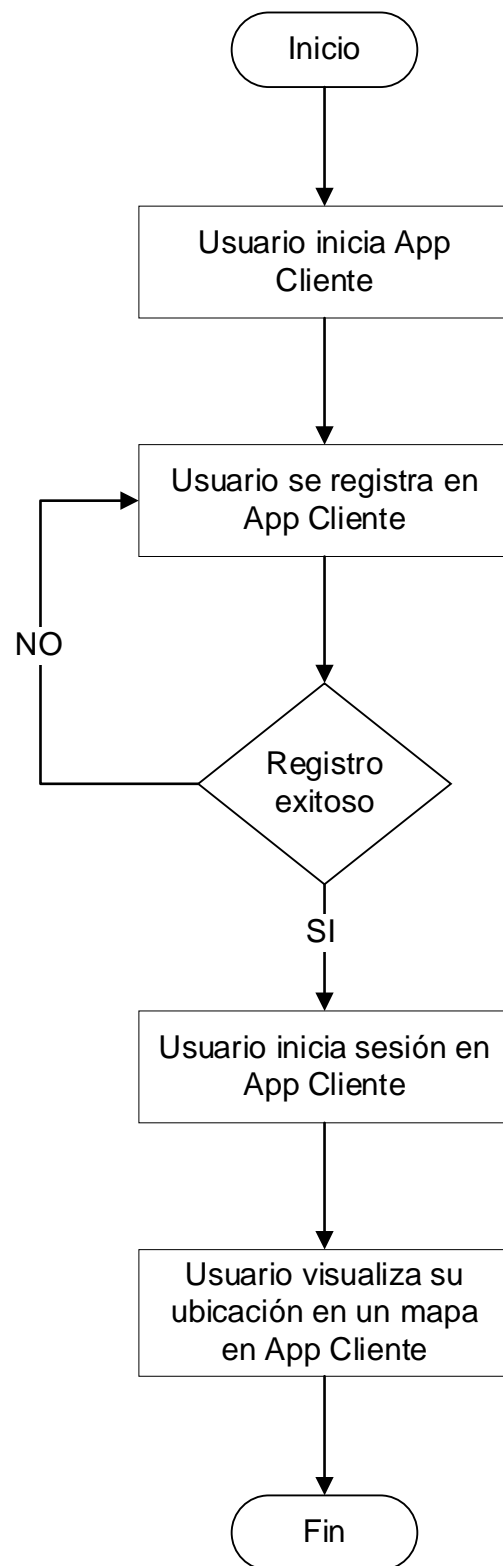 Inicio
Usuario inicia App
Cliente
Usuario se registra en
App Cliente
NO
Registro
exitoso
SI
Usuario inicia sesión en
App Cliente
Usuario visualiza su
ubicación en un mapa
en App Cliente
Fin